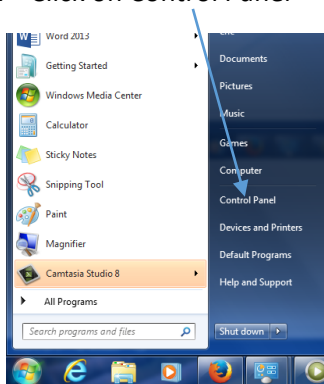 Click on Control Panel
Word 2013
Getting Started
Windows Media Center
Calculator
Sticky Notes
Snipping Tool
Paint
Magnifier
Camtasia Studio 8
All Programs
Search programs and files
Documents
Pictures
Music
Games
Computer
Control Panel
Devices and Printers
Default Programs
Help and Support
Shut down